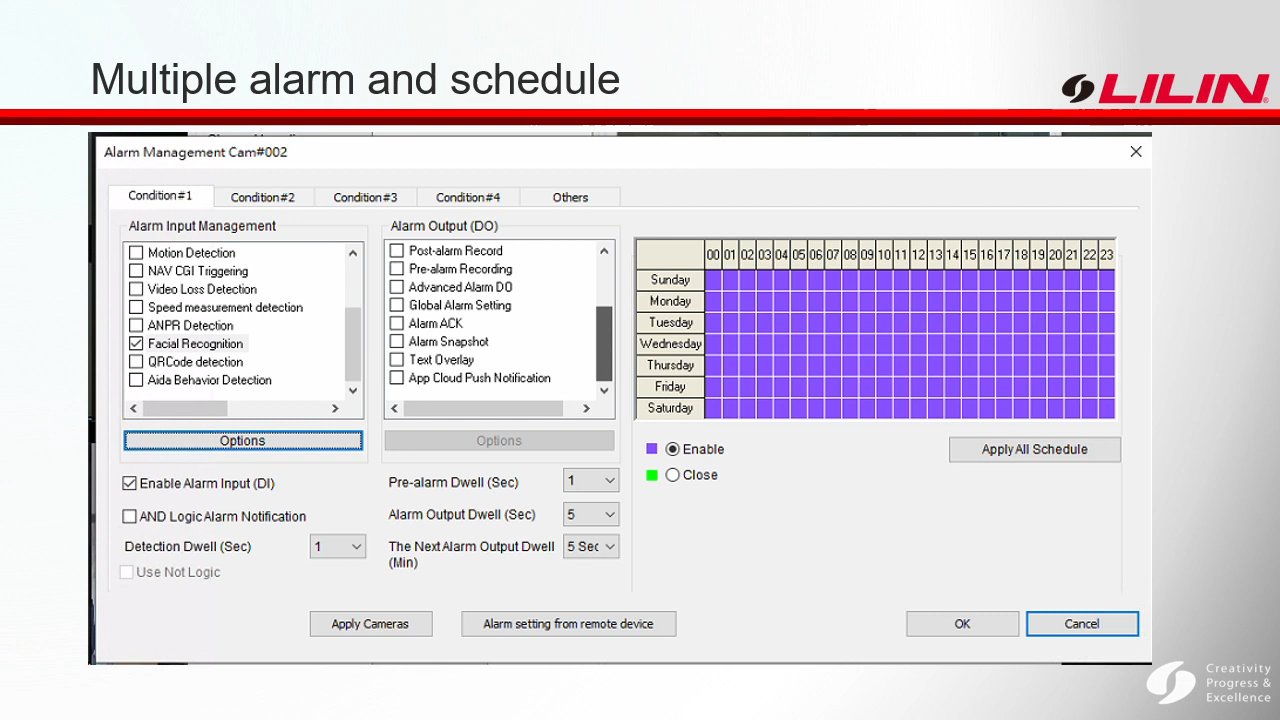 Multiple alarm and schedule
LILIN
Alarm Management Cam#002
Condition#1 Condition#2 Condition#3 Condition#4 Others
Alarm Input Management
Motion Detection
NAV CGI Triggering
Video Loss Detection
Speed measurement detection
ANPR Detection
Facial Recognition
QRCode detection
Aida Behavior Detection
Options
Enable Alarm Input (DI)
AND Logic Alarm Notification
Detection Dwell (Sec) 1
Use Not Logic
Alarm Output (DO)
Post-alarm Record
Pre-alarm Recording
Advanced Alarm DO
Global Alarm Setting
Alarm ACK
Alarm Snapshot
Text Overlay
App Cloud Push Notification
Options
Pre-alarm Dwell (Sec) 1
Alarm Output Dwell (Sec) 5
The Next Alarm Output Dwell 5 Sec
(Min)
00 01 02 03 04 05 06 07 08 09 10 11 12 13 14 15 16 17 18 19 20 21 22 23
Sunday
Monday
Tuesday
Wednesday
Thursday
Friday
Saturday
Enable
Close
Apply All Schedule
Apply Cameras Alarm setting from remote device OK Cancel
Creativity
Progress &
Excellence